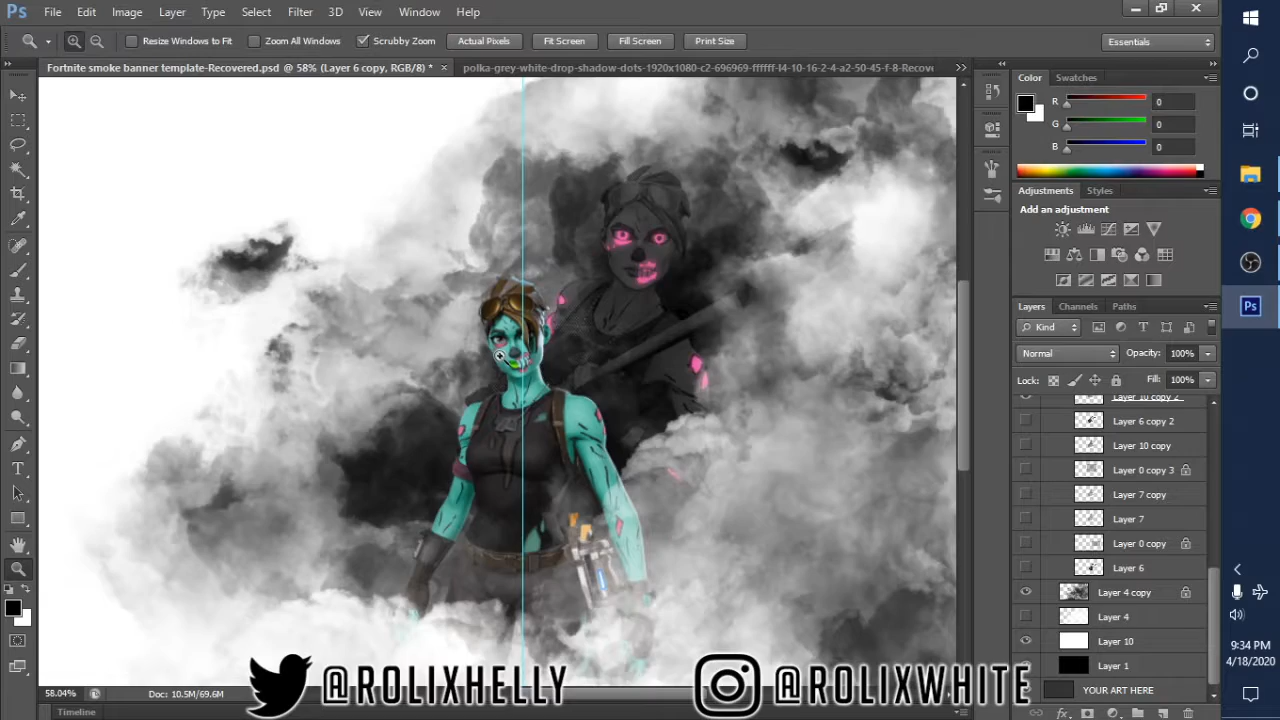 Ps File Edit Image Layer Type Select Filter 3D View Window Help
Resize Windows to Fit Zoom All Windows Scrubby Zoom Actual Pixels Fit Screen Fill Screen Print Size Essentials
Fortnite smoke banner template-Recovered.psd @ 58% (Layer 6 copy, RGB/8) * × polka-grey-white-drop-shadow-dots-1920x1080-c2-696969-ffffff-l4-10-16-2-4-a2-50-45-f-8-Recove
Color Swatches
R 0
G 0
B 0
Adjustments Styles
Add an adjustment
Layers Channels Paths
Kind
Normal Opacity: 100%
Lock: Fill: 100%
Layer 10 copy 2
Layer 6 copy 2
Layer 10 copy
Layer 0 copy 3
Layer 7 copy
Layer 7
Layer 0 copy
Layer 6
Layer 4 copy
Layer 4
Layer 10
Layer 1
YOUR ART HERE
Ps
9:34 PM
4/18/2020
@ROLIXHELLY @ROLIXWHITE
58.04% Doc: 10.5M/69.6M
Timeline